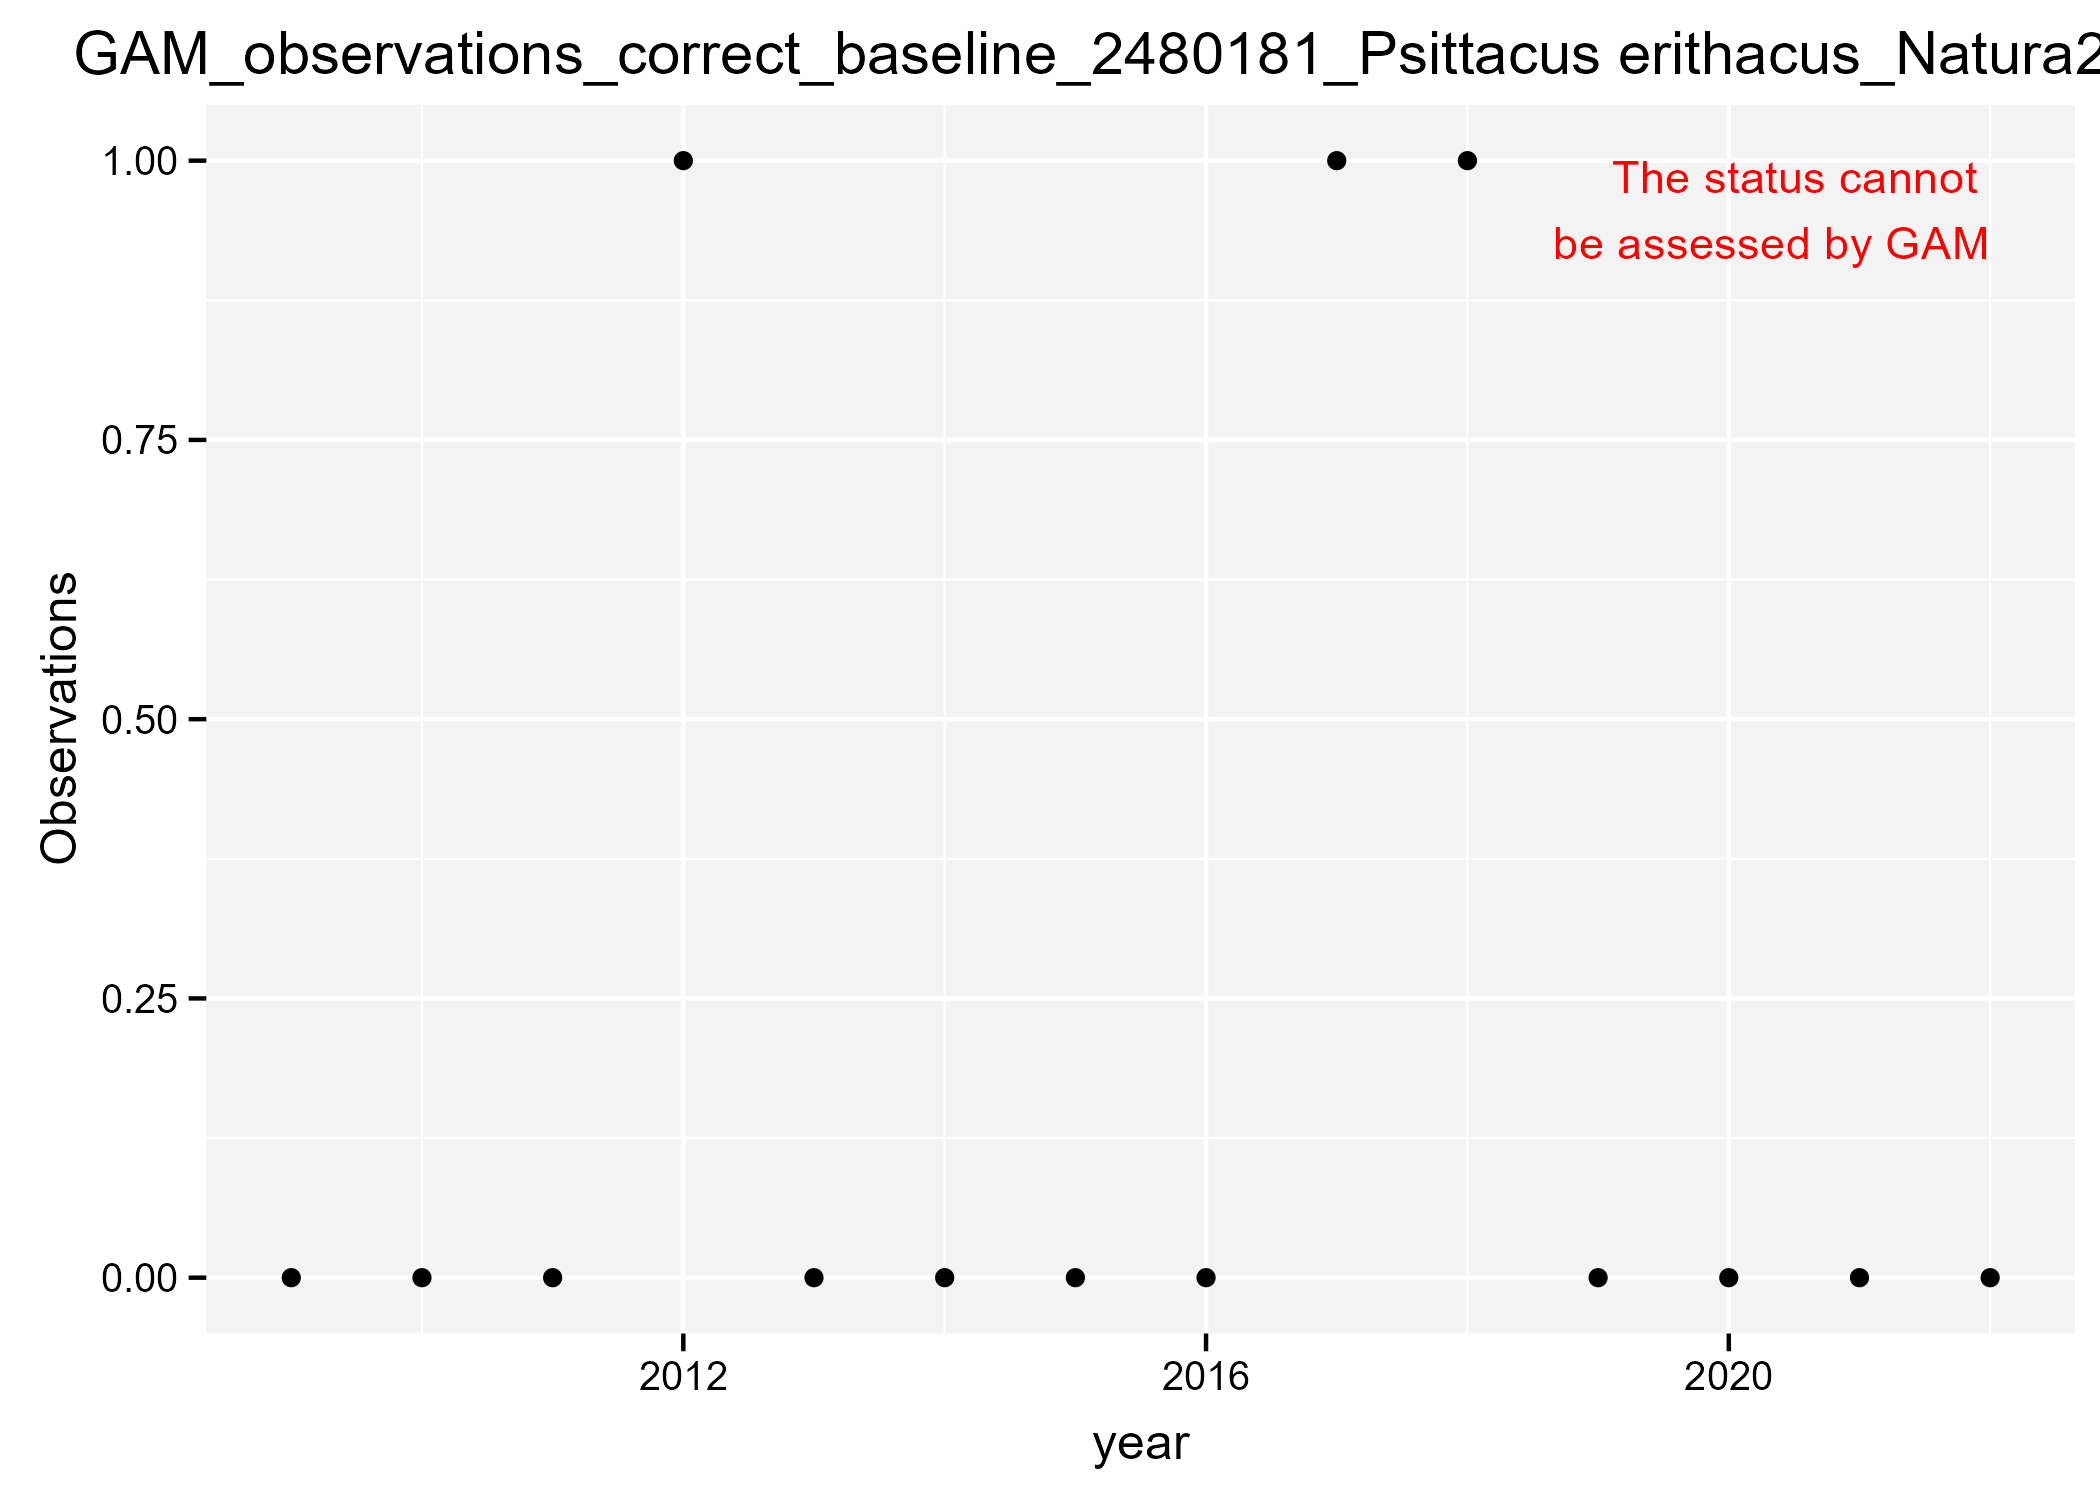 GAM_observations_correct_baseline_2480181_Psittacus erithacus_Natura2
1.00
0.75
0.50
0.25
0.00
Observations
The status cannot
be assessed by GAM
2012
2016
2020
year